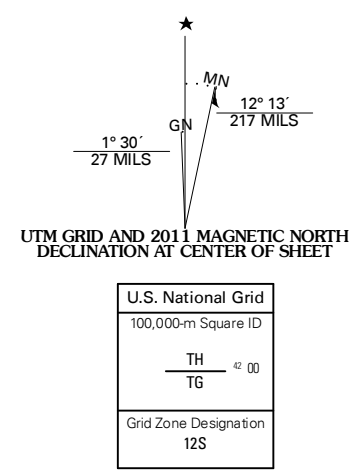 ★
MN
12° 13´
217 MILS
GN
1° 30´
27 MILS
UTM GRID AND 2011 MAGNETIC NORTH
DECLINATION AT CENTER OF SHEET
U.S. National Grid
100,000-m Square ID
TH
42 00
TG
Grid Zone Designation
12S